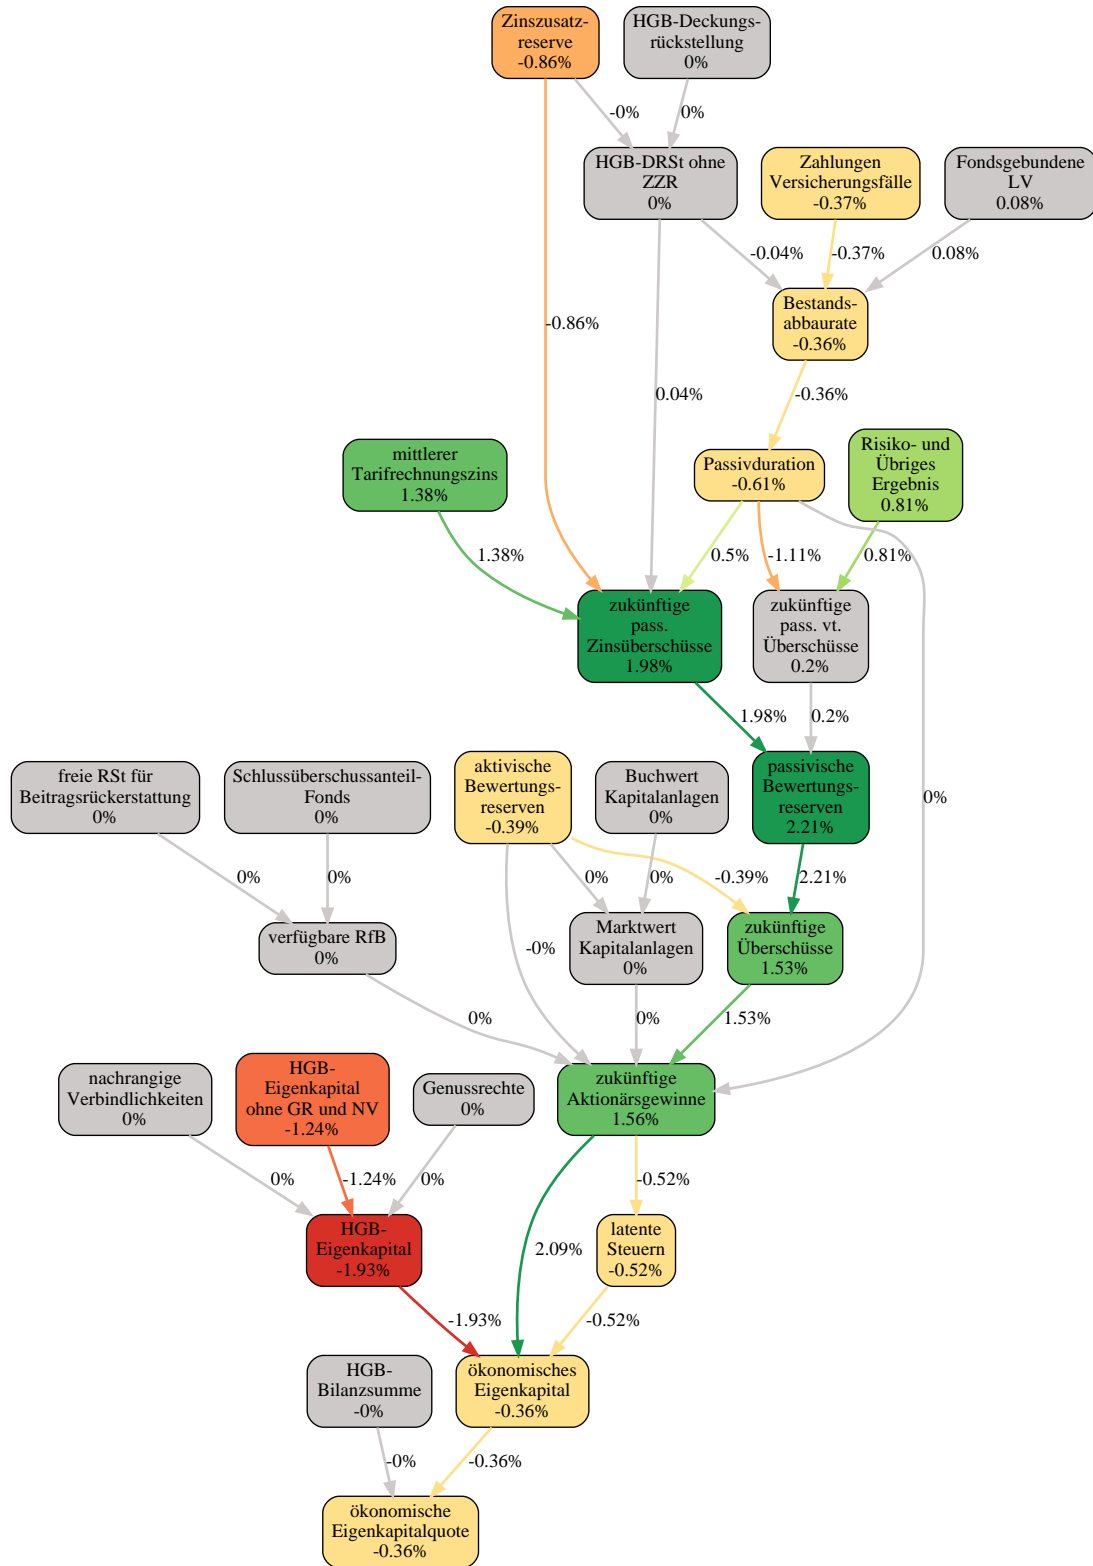 Zinszusatz-
reserve
-0.86%
HGB-Deckungs-
rückstellung
0%
-0%
0%
HGB-DRSt ohne
ZZR
0%
Zahlungen
Versicherungsfälle
-0.37%
Fondsgebundene
LV
0.08%
-0.04%
-0.37%
0.08%
Bestands-
abbaurate
-0.36%
-0.86%
0.04%
-0.36%
mittlerer
Tarifrechnungszins
1.38%
Passivduration
-0.61%
Risiko- und
Übriges
Ergebnis
0.81%
1.38%
0.5%
-1.11%
0.81%
zukünftige
pass.
Zinsüberschüsse
1.98%
zukünftige
pass. vt.
Überschüsse
0.2%
1.98%
0.2%
0%
freie RSt für
Beitragsrückerstattung
0%
Schlussüberschussanteil-
Fonds
0%
aktivische
Bewertungs-
reserven
-0.39%
Buchwert
Kapitalanlagen
0%
passivische
Bewertungs-
reserven
2.21%
0%
0%
0%
0%
-0.39%
2.21%
verfügbare RfB
0%
-0%
Marktwert
Kapitalanlagen
0%
zukünftige
Überschüsse
1.53%
0%
0%
1.53%
nachrangige
Verbindlichkeiten
0%
HGB-
Eigenkapital
ohne GR und NV
-1.24%
Genussrechte
0%
zukünftige
Aktionärsgewinne
1.56%
0%
-1.24%
0%
-0.52%
HGB-
Eigenkapital
-1.93%
2.09%
latente
Steuern
-0.52%
-1.93%
-0.52%
HGB-
Bilanzsumme
-0%
ökonomisches
Eigenkapital
-0.36%
-0%
-0.36%
ökonomische
Eigenkapitalquote
-0.36%